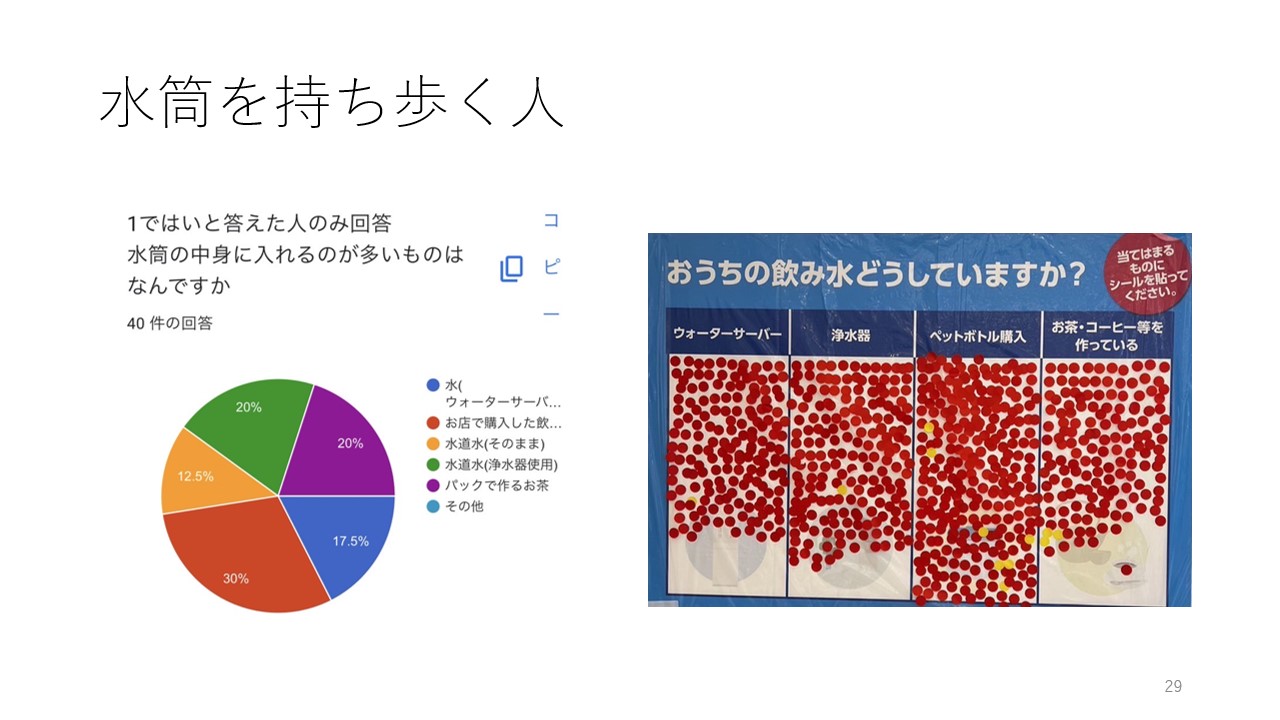 水筒を持ち歩く人
1ではいと答えた人のみ回答
水筒の中身に入れるのが多いものは
なんですか
40 件の回答
コ
ピ
ー
20%
20%
12.5%
17.5%
30%
水(
ウォーターサーバ…
お店で購入した飲…
水道水(そのまま)
水道水(浄水器使用)
パックで作るお茶
その他
おうちの飲み水どうしていますか?
当てはまる
ものに
シールを貼って
ください。
ウォーターサーバー
浄水器
ペットボトル購入
お茶・コーヒー等を
作っている
29